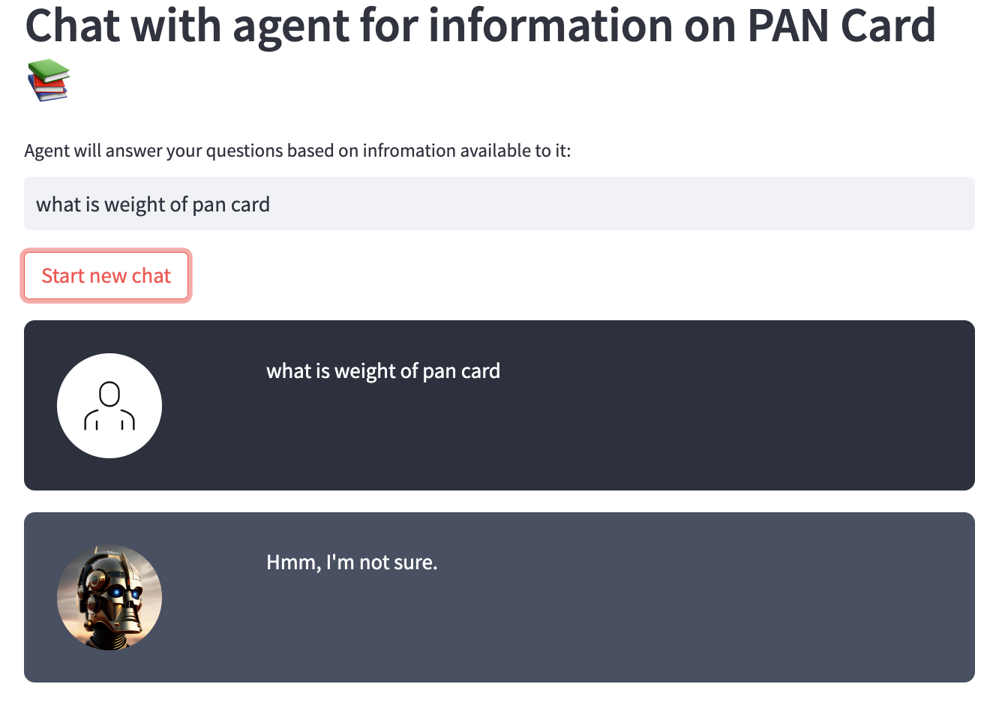 Chat with agent for information on PAN Card
Agent will answer your questions based on infromation available to it:
what is weight of pan card
Start new chat
what is weight of pan card
Hmm, I'm not sure.